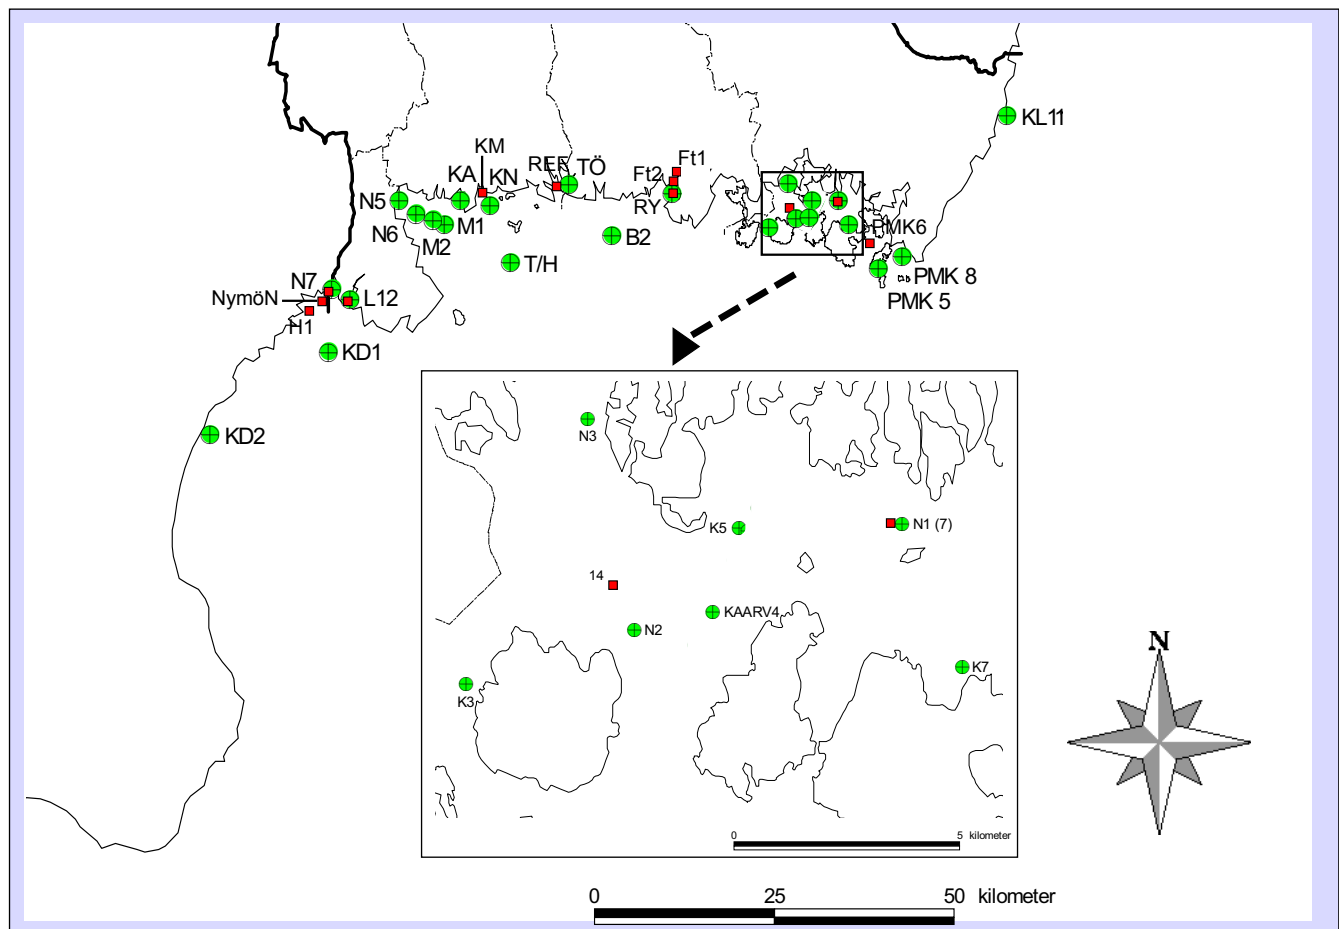 KL11
KM
REF
TÖ
Ft1
KA
KN
Ft2
N5
RY
N6
M1
M2
B2
PMK6
T/H
PMK 8
N7
PMK 5
NymöN
L12
H1
KD1
KD2
N3
K5
N1 (7)
14
KAARV4
N2
K7
K3
N
0 5 kilometer
0 25 50 kilometer